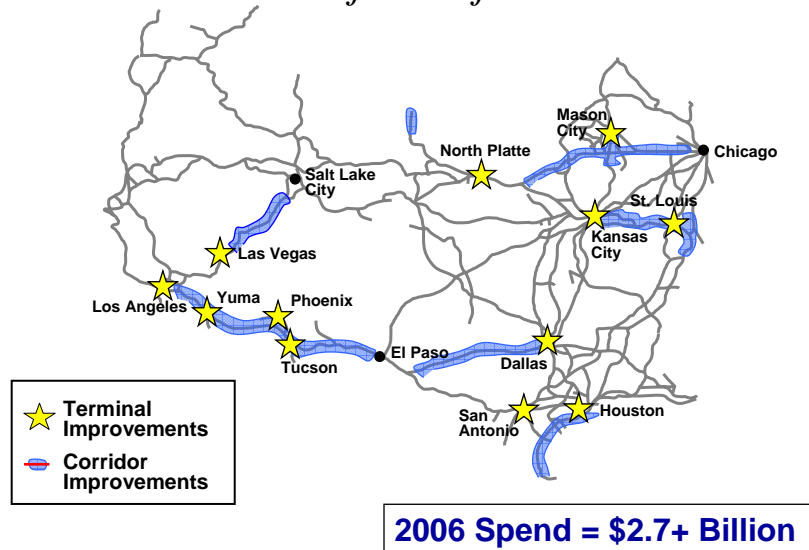 Mason
City
North Platte
Chicago
Salt Lake
City
St. Louis
Kansas
City
Las Vegas
Los Angeles
Yuma
Phoenix
Tucson
El Paso
Dallas
San
Antonio
Houston
Terminal
Improvements
Corridor
Improvements
2006 Spend = $2.7+ Billion